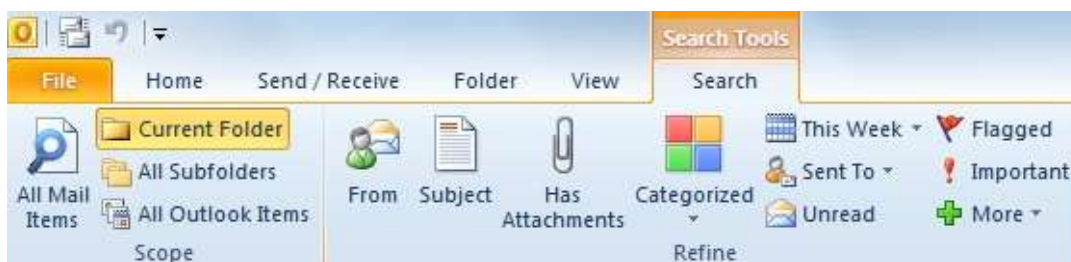 Search Tools
File Home Send / Receive Folder View Search
All Mail Items
Current Folder
All Subfolders
All Outlook Items
Scope
From
Subject
Has Attachments
Categorized
This Week
Sent To
Unread
Flagged
Important
More
Refine